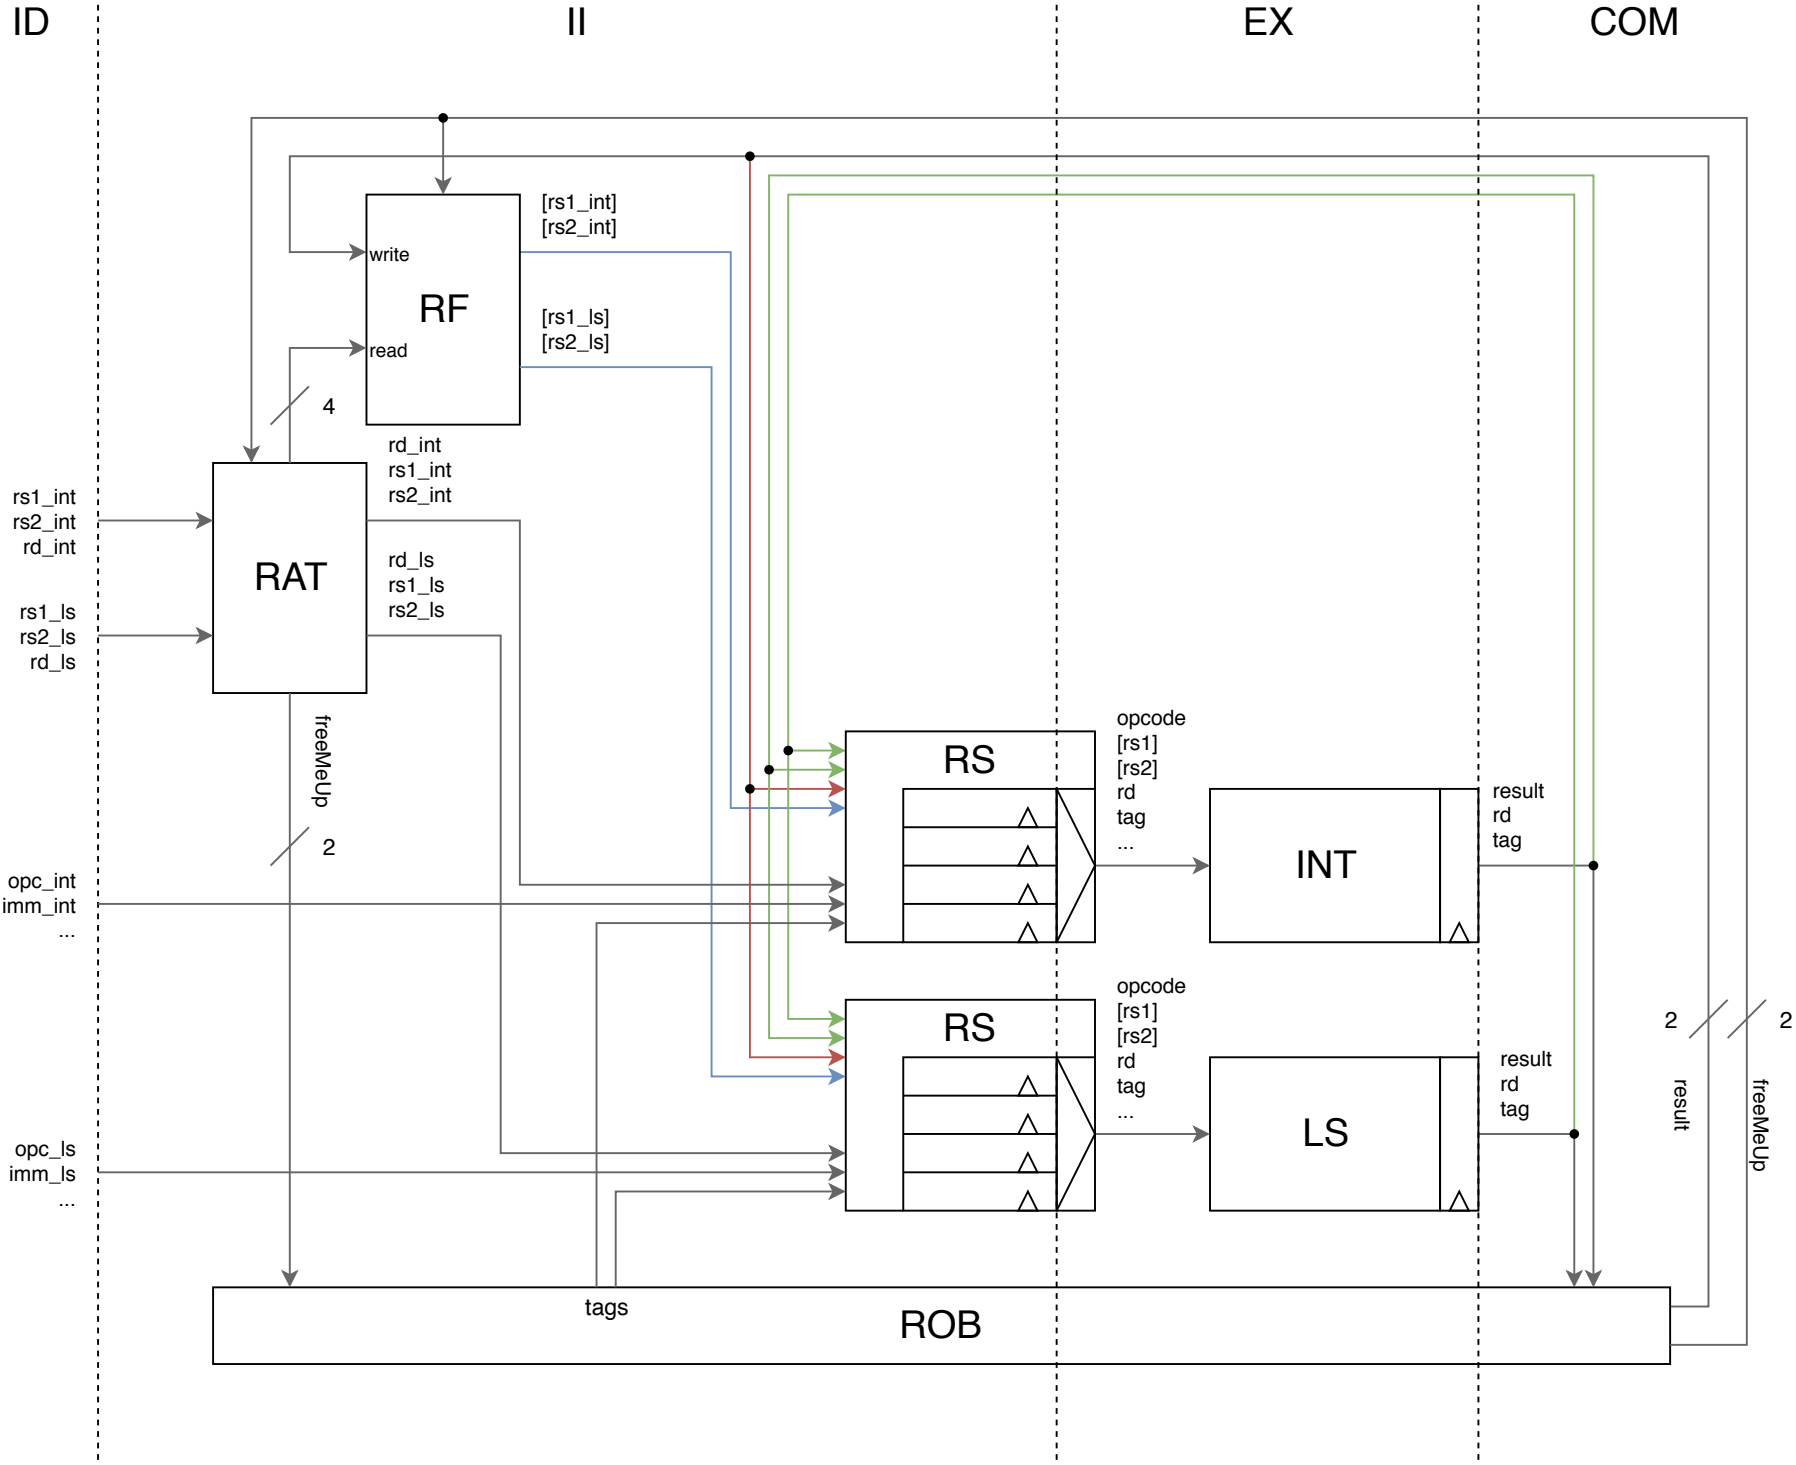 ID
II
EX
COM
[rs1_int]
[rs2_int]
write
RF
[rs1_ls]
[rs2_ls]
read
4
rd_int
rs1_int
rs2_int
rs1_int
rs2_int
rd_int
RAT
rd_ls
rs1_ls
rs2_ls
rs1_ls
rs2_ls
rd_ls
freeMeUp
2
RS
opcode
[rs1]
[rs2]
rd
tag
...
INT
result
rd
tag
opc_int
imm_int
...
RS
opcode
[rs1]
[rs2]
rd
tag
...
LS
result
rd
tag
2
2
result
freeMeUp
opc_ls
imm_ls
...
tags
ROB